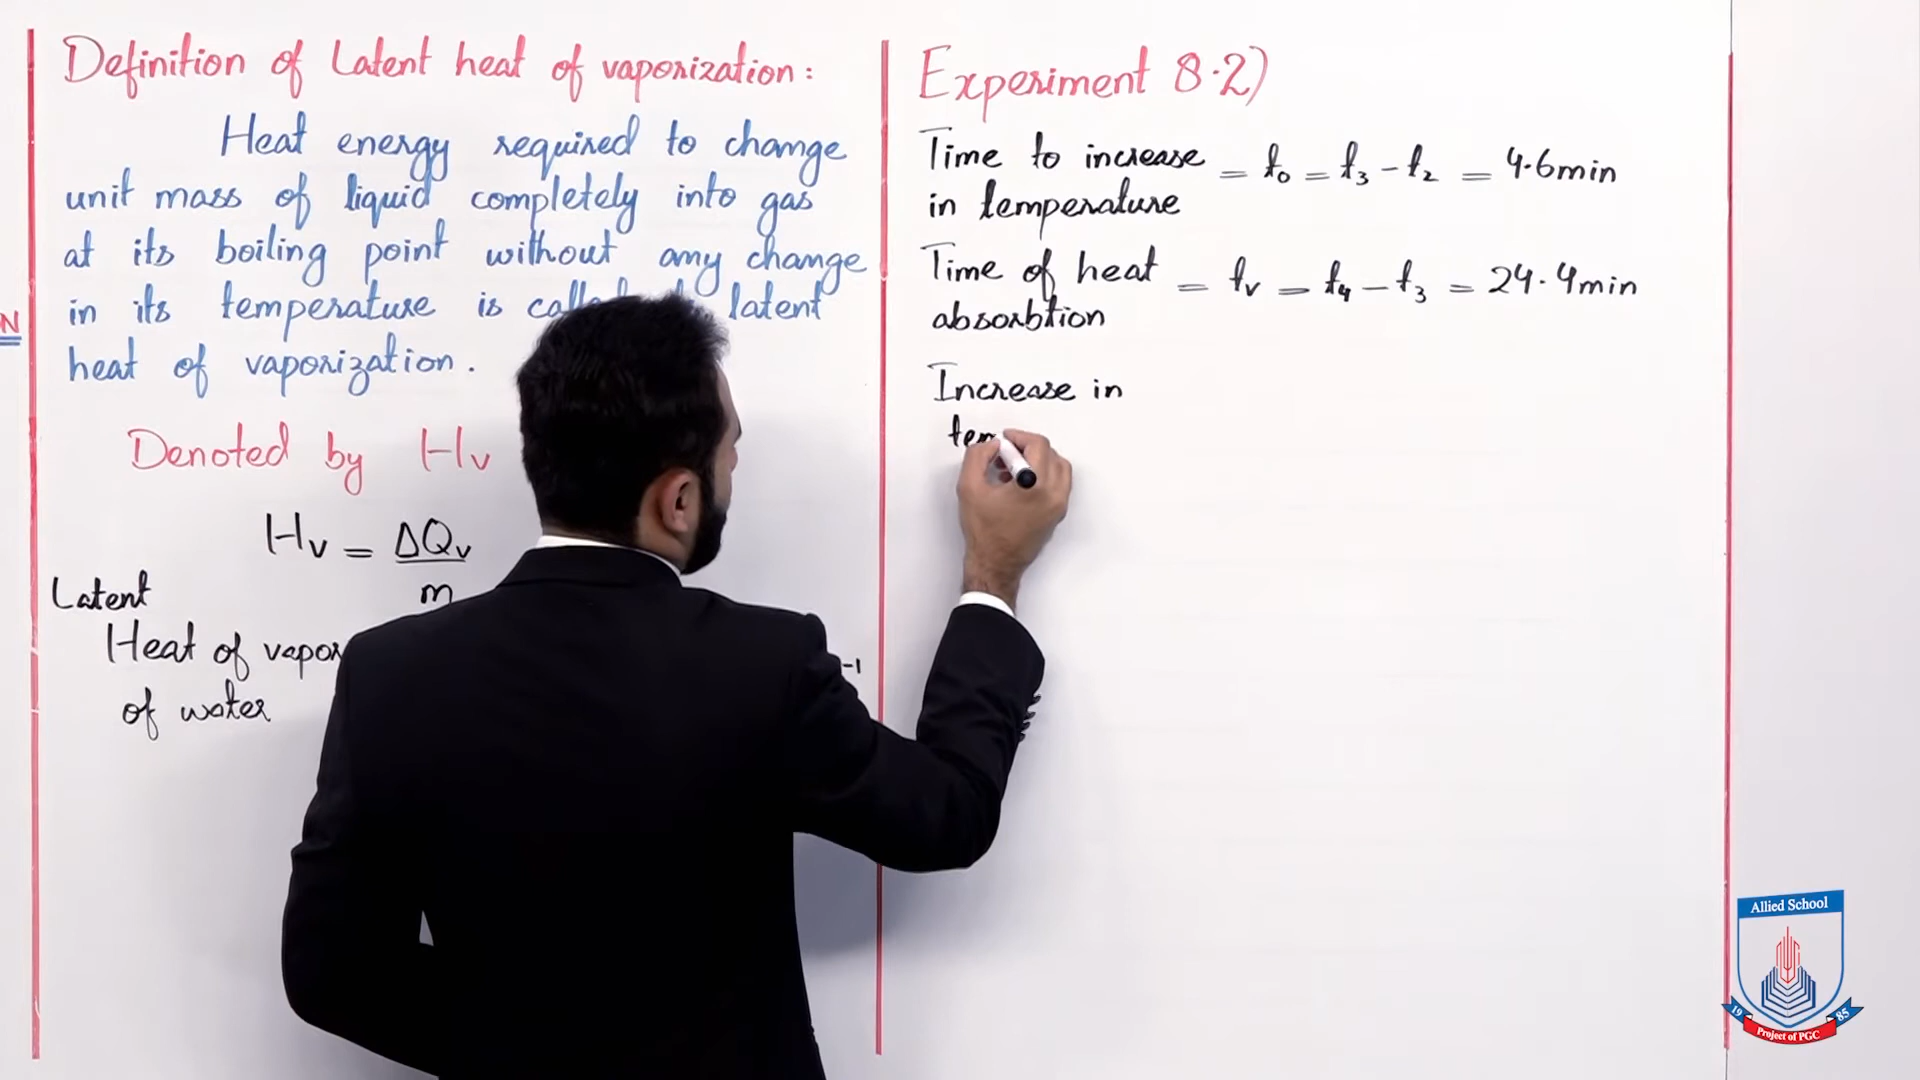 Definition of Latent heat of vaporization:
Heat energy required to change
unit mass of liquid completely into gas
at its boiling point without any change
in its temperature is latent
heat of vaporization.
Denoted by Hv
Hv = ΔQv
m
Latent
Heat of
of water
-1
N
Experiment 8.2)
Time to increase = t₀ = t₃ - t₂ = 4.6min
in temperature
Time of heat = tv = t₄ - t₃ = 24.4min
absorbtion
Increase in
Allied School
19 85
Project of PGC